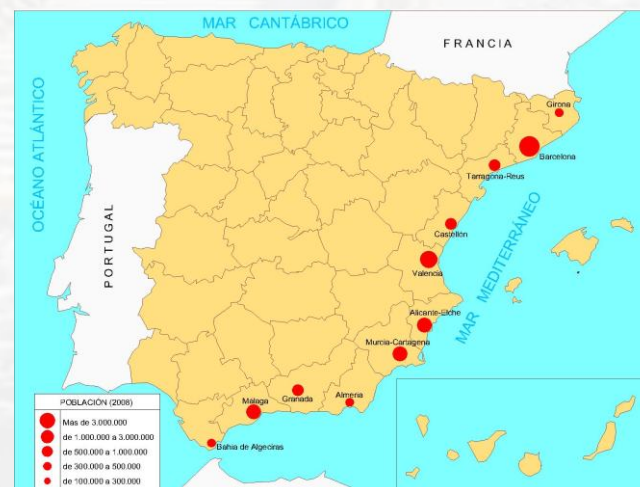 MAR CANTÁBRICO
FRANCIA
OCÉANO ATLÁNTICO
PORTUGAL
MAR MEDITERRÁNEO
Girona
Barcelona
Tarragona-Reus
Castellón
Valencia
Alicante-Elche
Murcia-Cartagena
Almería
Granada
Málaga
Bahía de Algeciras
POBLACIÓN (2008)
Mas de 3.000.000
de 1.000.000 a 3.000.000
de 500.000 a 1.000.000
de 300.000 a 500.000
de 100.000 a 300.000